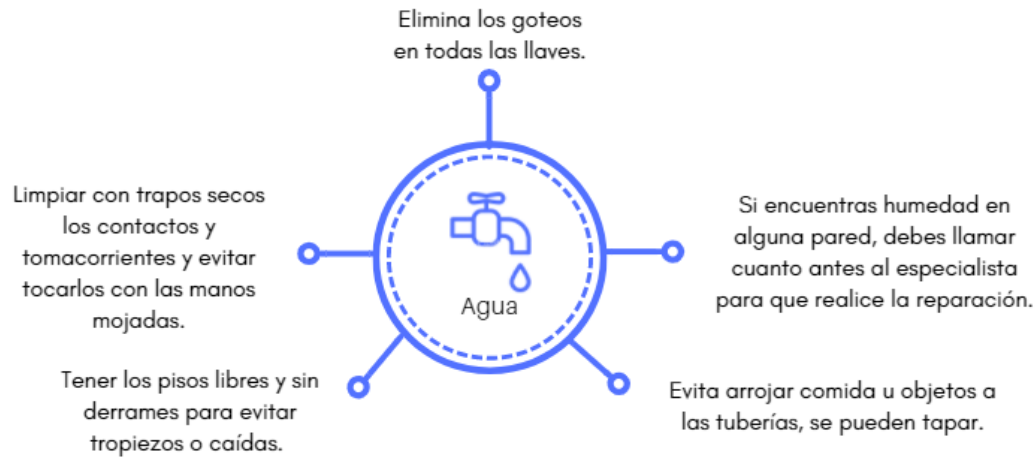 Elimina los goteos
en todas las llaves.
Limpiar con trapos secos
los contactos y
tomacorrientes y evitar
tocarlos con las manos
mojadas.
Si encuentras humedad en
alguna pared, debes llamar
cuanto antes al especialista
para que realice la reparación.
Agua
Tener los pisos libres y sin
derrames para evitar
tropiezos o caídas.
Evita arrojar comida u objetos a
las tuberías, se pueden tapar.